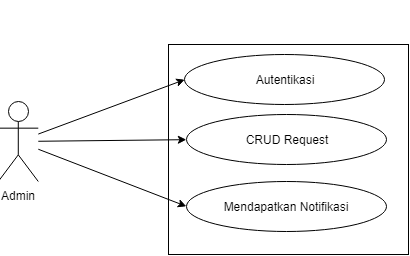 Autentikasi
CRUD Request
Admin
Mendapatkan Notifikasi